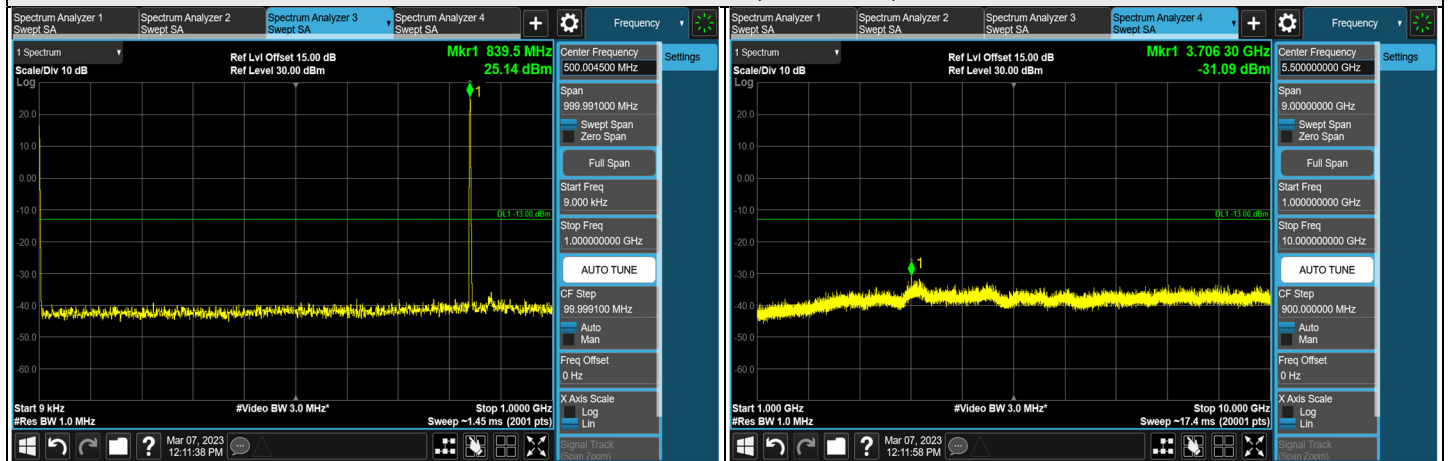 Spectrum Analyzer 1
Swept SA
Spectrum Analyzer 2
Swept SA
Spectrum Analyzer 3
Swept SA
Spectrum Analyzer 4
Swept SA
+
Frequency
1 Spectrum
Scale/Div 10 dB
Log
Ref Lvl Offset 15.00 dB
Ref Level 30.00 dBm
Mkr1 839.5 MHz
25.14 dBm
1
20.0
10.0
0.00
-10.0
-20.0
-30.0
-40.0
-50.0
-60.0
DL1 -13.00 dBm
Start 9 kHz
#Res BW 1.0 MHz
#Video BW 3.0 MHz*
Stop 1.0000 GHz
Sweep ~1.45 ms (2001 pts)
Center Frequency
500.004500 MHz
Settings
Span
999.991000 MHz
Swept Span
Zero Span
Full Span
Start Freq
9.000 kHz
Stop Freq
1.000000000 GHz
AUTO TUNE
CF Step
99.999100 MHz
Auto
Man
Freq Offset
0 Hz
X Axis Scale
Log
Lin
Signal Track
(Span Zoom)
?
Mar 07, 2023
12:11:38 PM
Spectrum Analyzer 1
Swept SA
Spectrum Analyzer 2
Swept SA
Spectrum Analyzer 3
Swept SA
Spectrum Analyzer 4
Swept SA
+
Frequency
1 Spectrum
Scale/Div 10 dB
Log
Ref Lvl Offset 15.00 dB
Ref Level 30.00 dBm
Mkr1 3.706 30 GHz
-31.09 dBm
1
20.0
10.0
0.00
-10.0
-20.0
-30.0
-40.0
-50.0
-60.0
DL1 -13.00 dBm
Start 1.000 GHz
#Res BW 1.0 MHz
#Video BW 3.0 MHz*
Stop 10.000 GHz
Sweep ~17.4 ms (20001 pts)
Center Frequency
5.500000000 GHz
Settings
Span
9.00000000 GHz
Swept Span
Zero Span
Full Span
Start Freq
1.000000000 GHz
Stop Freq
10.000000000 GHz
AUTO TUNE
CF Step
900.000000 MHz
Auto
Man
Freq Offset
0 Hz
X Axis Scale
Log
Lin
Signal Track
(Span Zoom)
?
Mar 07, 2023
12:11:58 PM